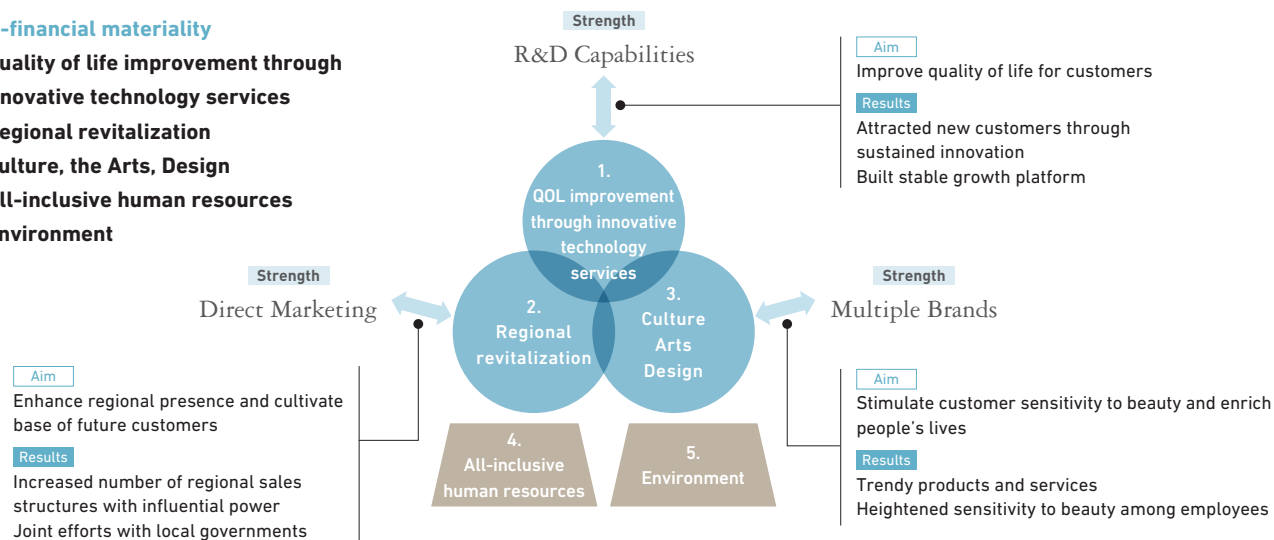 -financial materiality
uality of life improvement through
novative technology services
egional revitalization
ulture, the Arts, Design
ll-inclusive human resources
nvironment
Strength
R&D Capabilities
Aim
Improve quality of life for customers
Results
Attracted new customers through
sustained innovation
Built stable growth platform
1.
QOL improvement
through innovative
technology
services
Strength
Direct Marketing
2.
Regional
revitalization
3.
Culture
Arts
Design
Strength
Multiple Brands
Aim
Enhance regional presence and cultivate
base of future customers
Results
Increased number of regional sales
structures with influential power
Joint efforts with local governments
4.
All-inclusive
human resources
5.
Environment
Aim
Stimulate customer sensitivity to beauty and enrich
people's lives
Results
Trendy products and services
Heightened sensitivity to beauty among employees